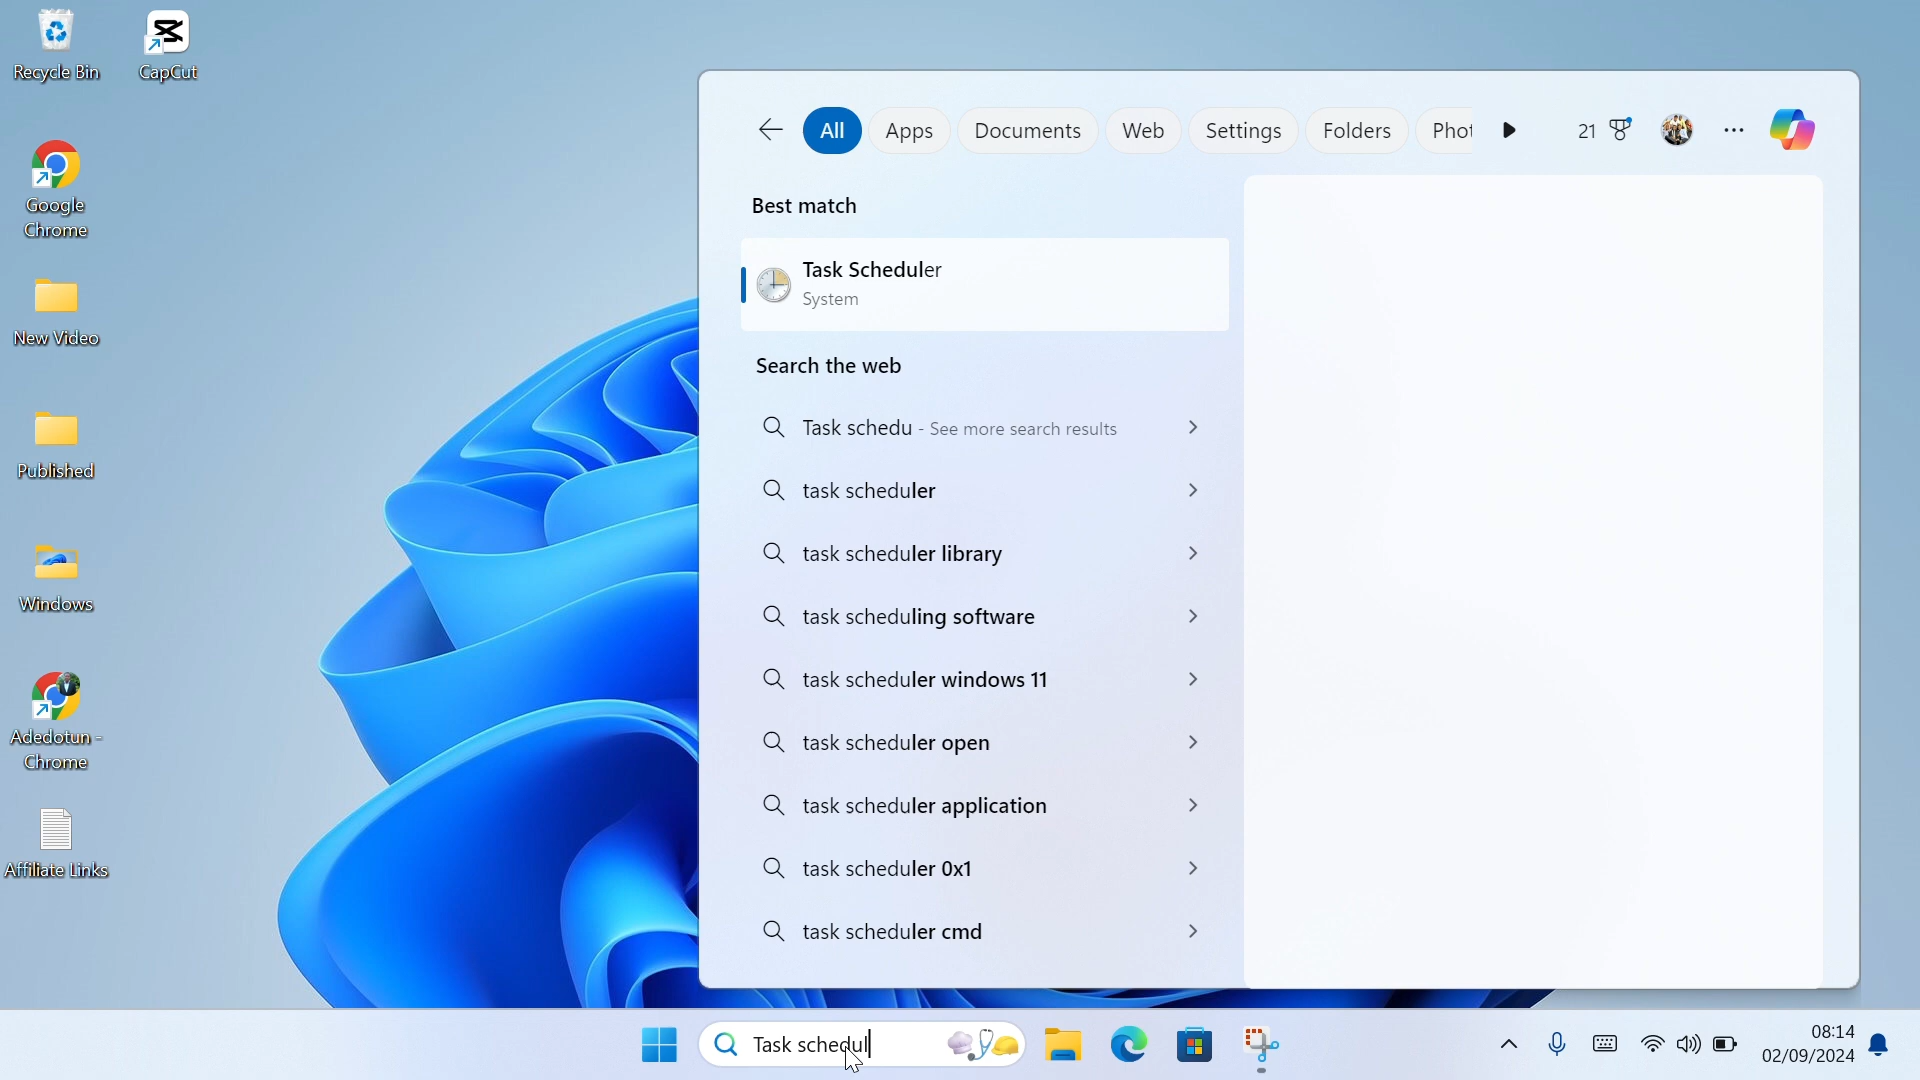 Recycle Bin
CapCut
Google
Chrome
New Video
Published
Windows
Adedotun -
Chrome
Affiliate Links
All
Apps
Documents
Web
Settings
Folders
Phot
21
Best match
Task Scheduler
System
Search the web
Task schedu - See more search results
task scheduler
task scheduler library
task scheduling software
task scheduler windows 11
task scheduler open
task scheduler application
task scheduler 0x1
task scheduler cmd
Task schedul
08:14
02/09/2024